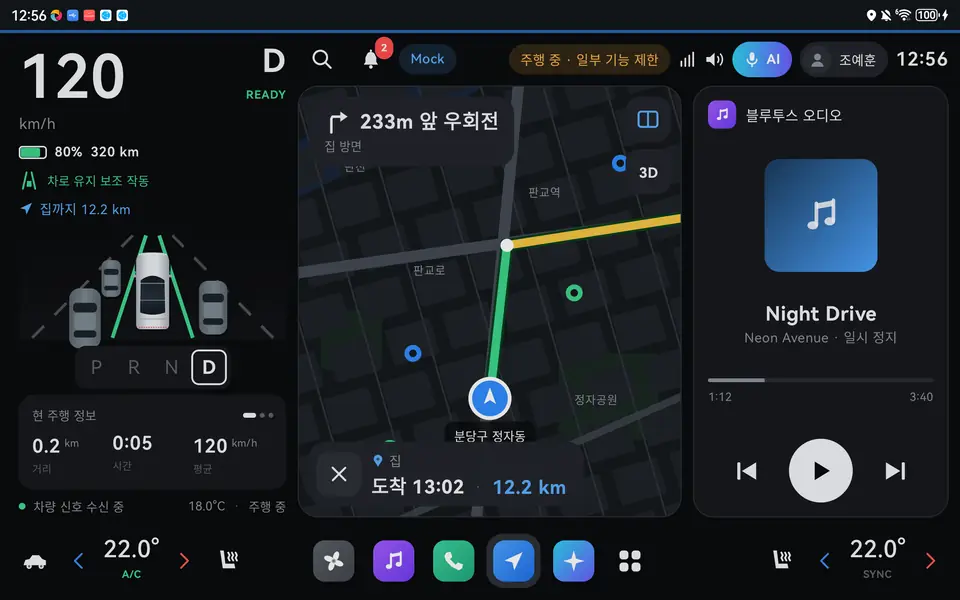 12:56
100
120
D
READY
km/h
80% 320 km
차로 유지 보조 작동
집까지 12.2 km
P R N D
현 주행 정보
0.2 km
거리
0:05
시간
120 km/h
평균
차량 신호 수신 중
18.0°C · 주행 중
2
Mock
주행 중 · 일부 기능 제한
AI
조예훈
12:56
233m 앞 우회전
집 방면
3D
판교역
판교로
정자공원
분당구 정자동
집
도착 13:02 · 12.2 km
블루투스 오디오
Night Drive
Neon Avenue · 일시 정지
1:12
3:40
22.0°
A/C
22.0°
SYNC